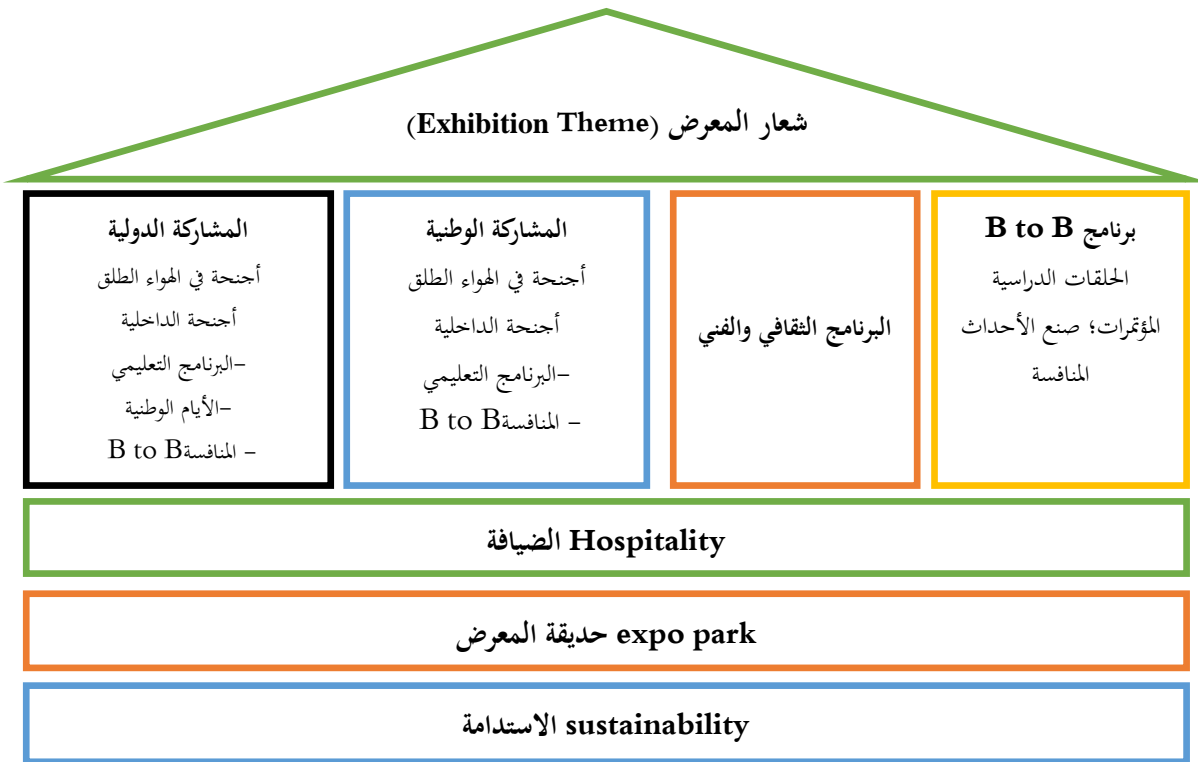 شعار المعرض (Exhibition Theme)
برنامج B to B
الحلقات الدراسية
المؤتمرات؛ صنع الأحداث
المنافسة
البرنامج الثقافي والفني
المشاركة الوطنية
أجنحة في الهواء الطلق
أجنحة الداخلية
-البرنامج التعليمي
- المنافسةB to B
المشاركة الدولية
أجنحة في الهواء الطلق
أجنحة الداخلية
-البرنامج التعليمي
-الأيام الوطنية
- المنافسةB to B
Hospitality الضيافة
expo park حديقة المعرض
sustainability الاستدامة